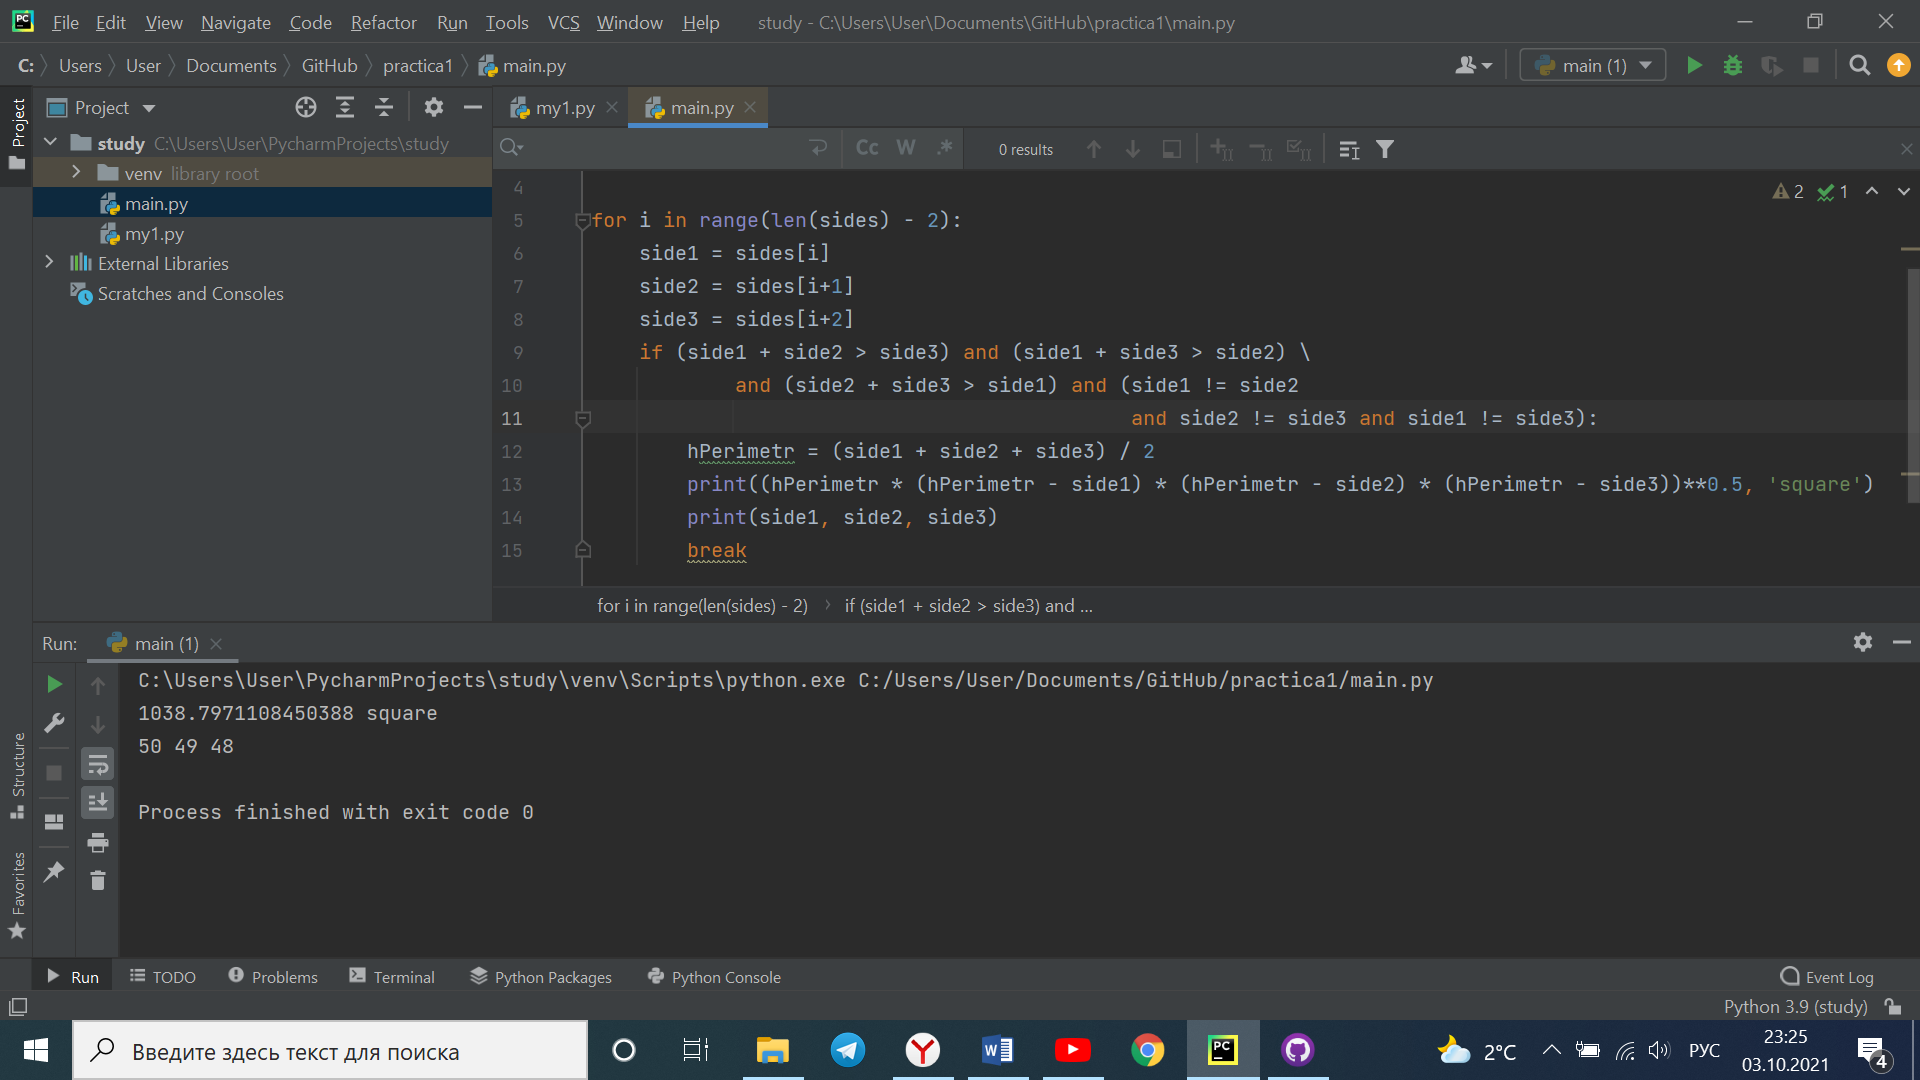 File Edit View Navigate Code Refactor Run Tools VCS Window Help study - C:\Users\User\Documents\GitHub\practica1\main.py
C: Users User Documents GitHub practica1 main.py main (1)
Project my1.py main.py
study C:\Users\User\PycharmProjects\study
venv library root
main.py
my1.py
External Libraries
Scratches and Consoles
Project
Structure
Favorites
Cc W .* 0 results
2 1
4
5 for i in range(len(sides) - 2):
6 side1 = sides[i]
7 side2 = sides[i+1]
8 side3 = sides[i+2]
9 if (side1 + side2 > side3) and (side1 + side3 > side2) \
10 and (side2 + side3 > side1) and (side1 != side2
11 and side2 != side3 and side1 != side3):
12 hPerimetr = (side1 + side2 + side3) / 2
13 print((hPerimetr * (hPerimetr - side1) * (hPerimetr - side2) * (hPerimetr - side3))**0.5, 'square')
14 print(side1, side2, side3)
15 break
for i in range(len(sides) - 2) if (side1 + side2 > side3) and ...
Run: main (1)
C:\Users\User\PycharmProjects\study\venv\Scripts\python.exe C:/Users/User/Documents/GitHub/practica1/main.py
1038.7971108450388 square
50 49 48
Process finished with exit code 0
Run TODO Problems Terminal Python Packages Python Console Event Log
Python 3.9 (study)
Введите здесь текст для поиска
2°C
РУС
23:25
03.10.2021
4